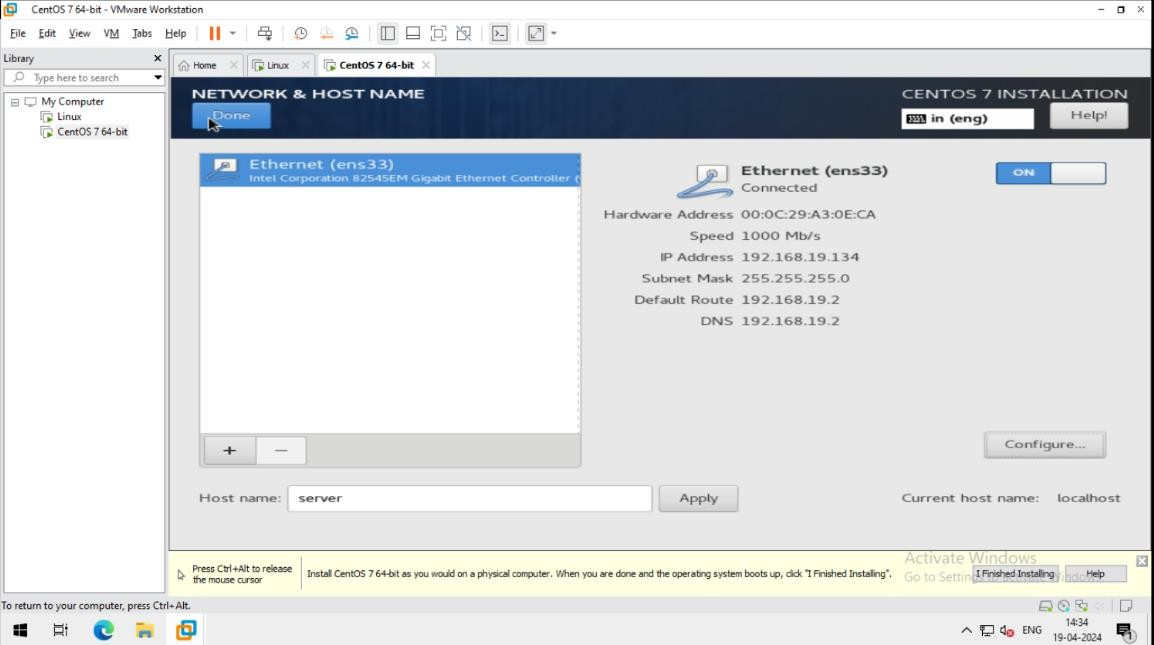 CentOS 7 64-bit - VMware Workstation
File Edit View VM Tabs Help
Library
Type here to search
My Computer
Linux
CentOS 7 64-bit
Home
Linux
CentOS 7 64-bit
NETWORK & HOST NAME
CENTOS 7 INSTALLATION
Done
in (eng)
Help!
Ethernet (ens33)
Intel Corporation 82545EM Gigabit Ethernet Controller (
Ethernet (ens33)
Connected
ON
Hardware Address 00:0C:29:A3:0E:CA
Speed 1000 Mb/s
IP Address 192.168.19.134
Subnet Mask 255.255.255.0
Default Route 192.168.19.2
DNS 192.168.19.2
+ −
Configure...
Host name: server Apply
Current host name: localhost
Press Ctrl+Alt to release
the mouse cursor
Install CentOS 7 64-bit as you would on a physical computer. When you are done and the operating system boots up, click "I Finished Installing".
Activate Windows
I Finished Installing
Help
To return to your computer, press Ctrl+Alt.
ENG
14:34
19-04-2024
1